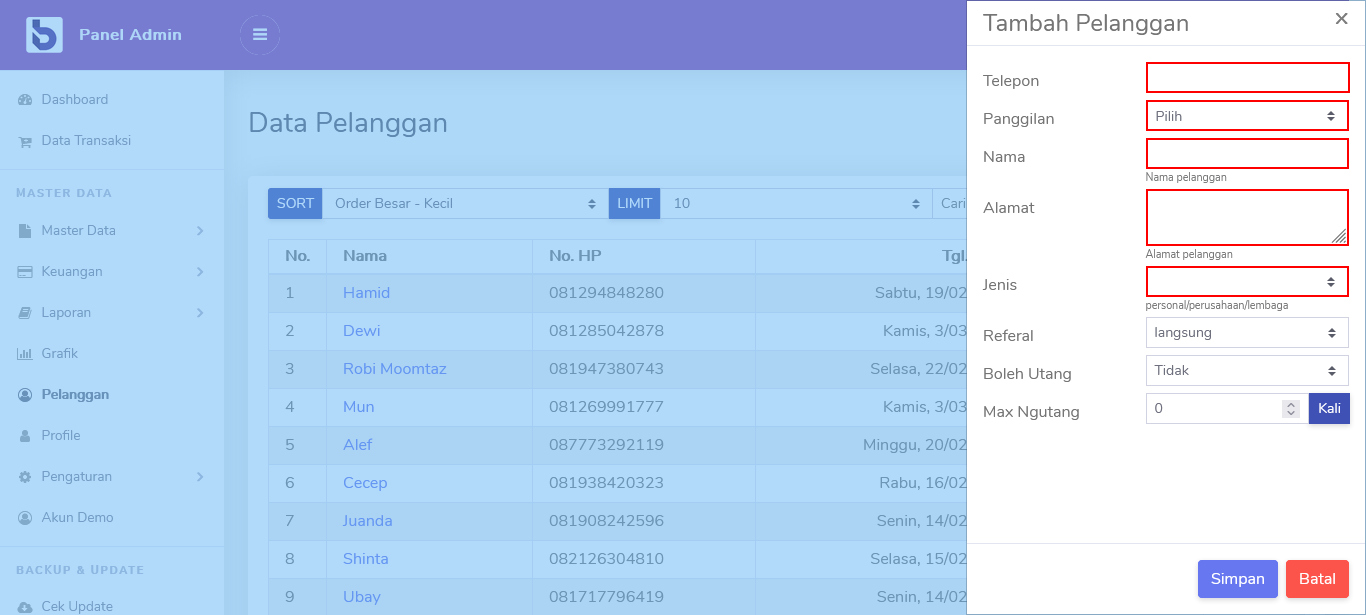 Panel Admin
Dashboard
Data Transaksi
MASTER DATA
Master Data
Keuangan
Laporan
Grafik
Pelanggan
Profile
Pengaturan
Akun Demo
BACKUP & UPDATE
Cek Update
Data Pelanggan
SORT Order Besar - Kecil LIMIT 10 Cari
No. Nama No. HP Tgl.
1 Hamid 081294848280 Sabtu, 19/02
2 Dewi 081285042878 Kamis, 3/03
3 Robi Moomtaz 081947380743 Selasa, 22/02
4 Mun 081269991777 Kamis, 3/03
5 Alef 087773292119 Minggu, 20/02
6 Cecep 081938420323 Rabu, 16/02
7 Juanda 081908242596 Senin, 14/02
8 Shinta 082126304810 Selasa, 15/02
9 Ubay 081717796419 Senin, 14/02
Tambah Pelanggan
Telepon
Panggilan Pilih
Nama
Nama pelanggan
Alamat
Alamat pelanggan
Jenis
personal/perusahaan/lembaga
Referal langsung
Boleh Utang Tidak
Max Ngutang 0 Kali
Simpan Batal